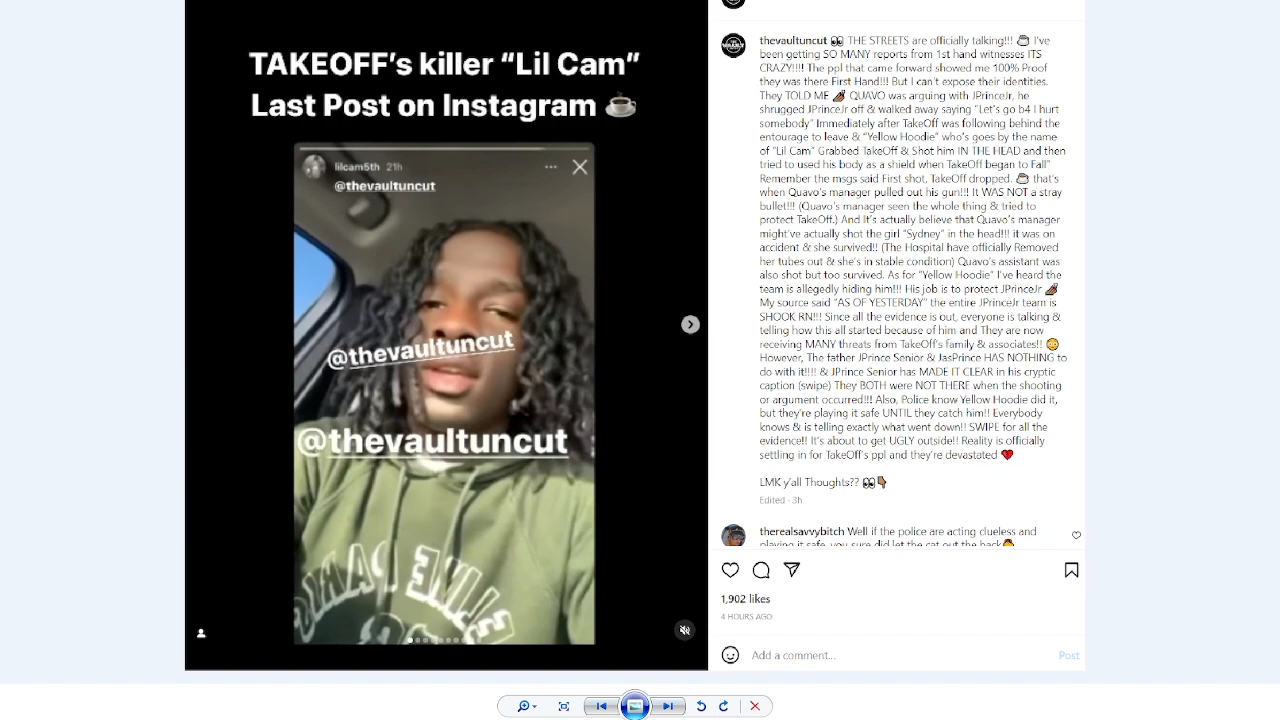 TAKEOFF's killer "Lil Cam"
Last Post on Instagram ☕
lilcam5th 21h
@thevaultuncut
@thevaultuncut
@thevaultuncut
thevaultuncut 👀 THE STREETS are officially talking!!! ☕ I've
been getting SO MANY reports from 1st hand witnesses ITS
CRAZY!!!! The ppl that came forward showed me 100% Proof
they was there First Hand!!! But I can't expose their identities.
They TOLD ME QUAVO was arguing with JPrinceJr, he
shrugged JPrinceJr off & walked away saying "Let's go b4 I hurt
somebody" Immediately after TakeOff was following behind the
entourage to leave & "Yellow Hoodie" who's goes by the name
of "Lil Cam" Grabbed TakeOff & Shot him IN THE HEAD and then
tried to used his body as a shield when TakeOff began to Fall"
Remember the msgs said First shot, TakeOff dropped. ☕ that's
when Quavo's manager pulled out his gun!!! It WAS NOT a stray
bullet!!! (Quavo's manager seen the whole thing & tried to
protect TakeOff.) And it's actually believe that Quavo's manager
might've actually shot the girl "Sydney" in the head!!! it was on
accident & she survived!! (The Hospital have officially Removed
her tubes out & she's in stable condition) Quavo's assistant was
also shot but too survived. As for "Yellow Hoodie" I've heard the
team is allegedly hiding him!!! His job is to protect JPrinceJr
My source said "AS OF YESTERDAY" the entire JPrinceJr team is
SHOOK RN!!! Since all the evidence is out, everyone is talking &
telling how this all started because of him and They are now
receiving MANY threats from TakeOff's family & associates!! 😳
However, The father JPrince Senior & JasPrince HAS NOTHING to
do with it!!!! & JPrince Senior has MADE IT CLEAR in his cryptic
caption (swipe) They BOTH were NOT THERE when the shooting
or argument occurred!!! Also, Police know Yellow Hoodie did it,
but they're playing it safe UNTIL they catch him!! Everybody
knows & is telling exactly what went down!! SWIPE for all the
evidence!! It's about to get UGLY outside!! Reality is officially
settling in for TakeOff's ppl and they're devastated ❤️
LMK y'all Thoughts?? 👀👇🏾
Edited · 3h
therealsavvybitch Well if the police are acting clueless and
playing it safe, you sure did let the cat out the back
1,902 likes
4 HOURS AGO
Add a comment...
Post